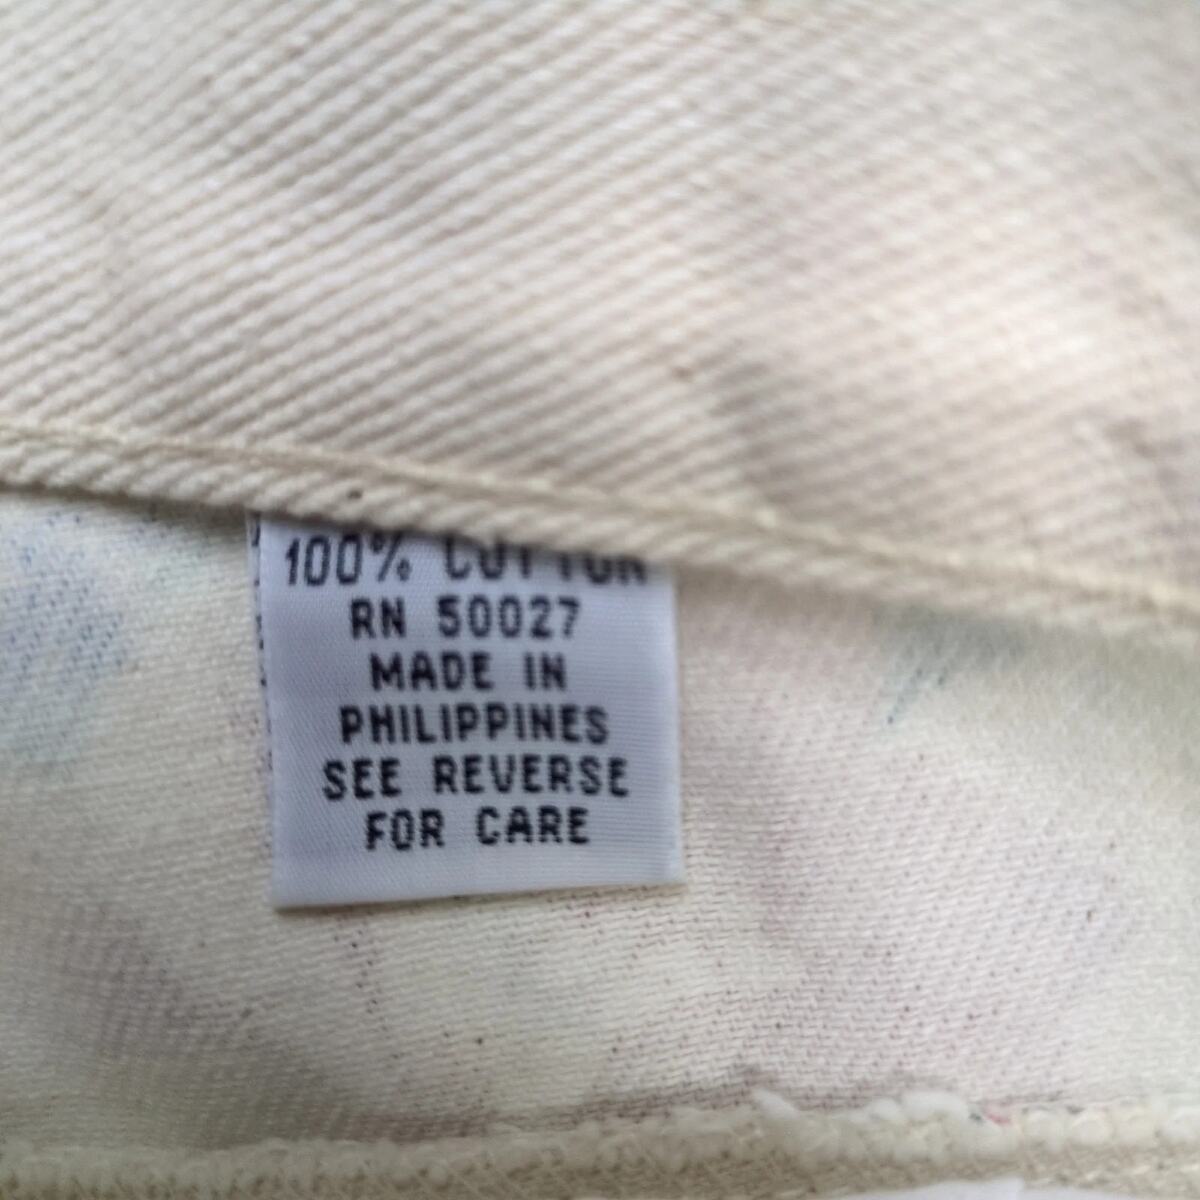 100% COTTON
RN 50027
MADE IN
PHILIPPINES
SEE REVERSE
FOR CARE